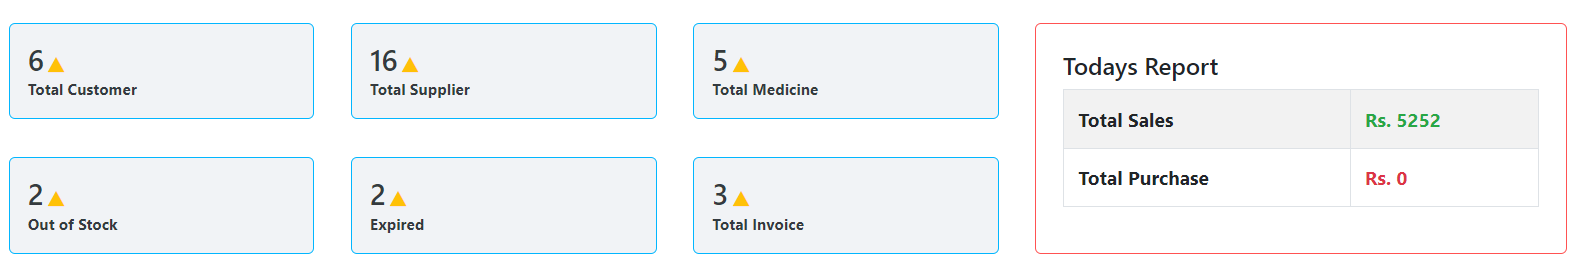 6
Total Customer
16
Total Supplier
5
Total Medicine
2
Out of Stock
2
Expired
3
Total Invoice
Todays Report
Total Sales Rs. 5252
Total Purchase Rs. 0